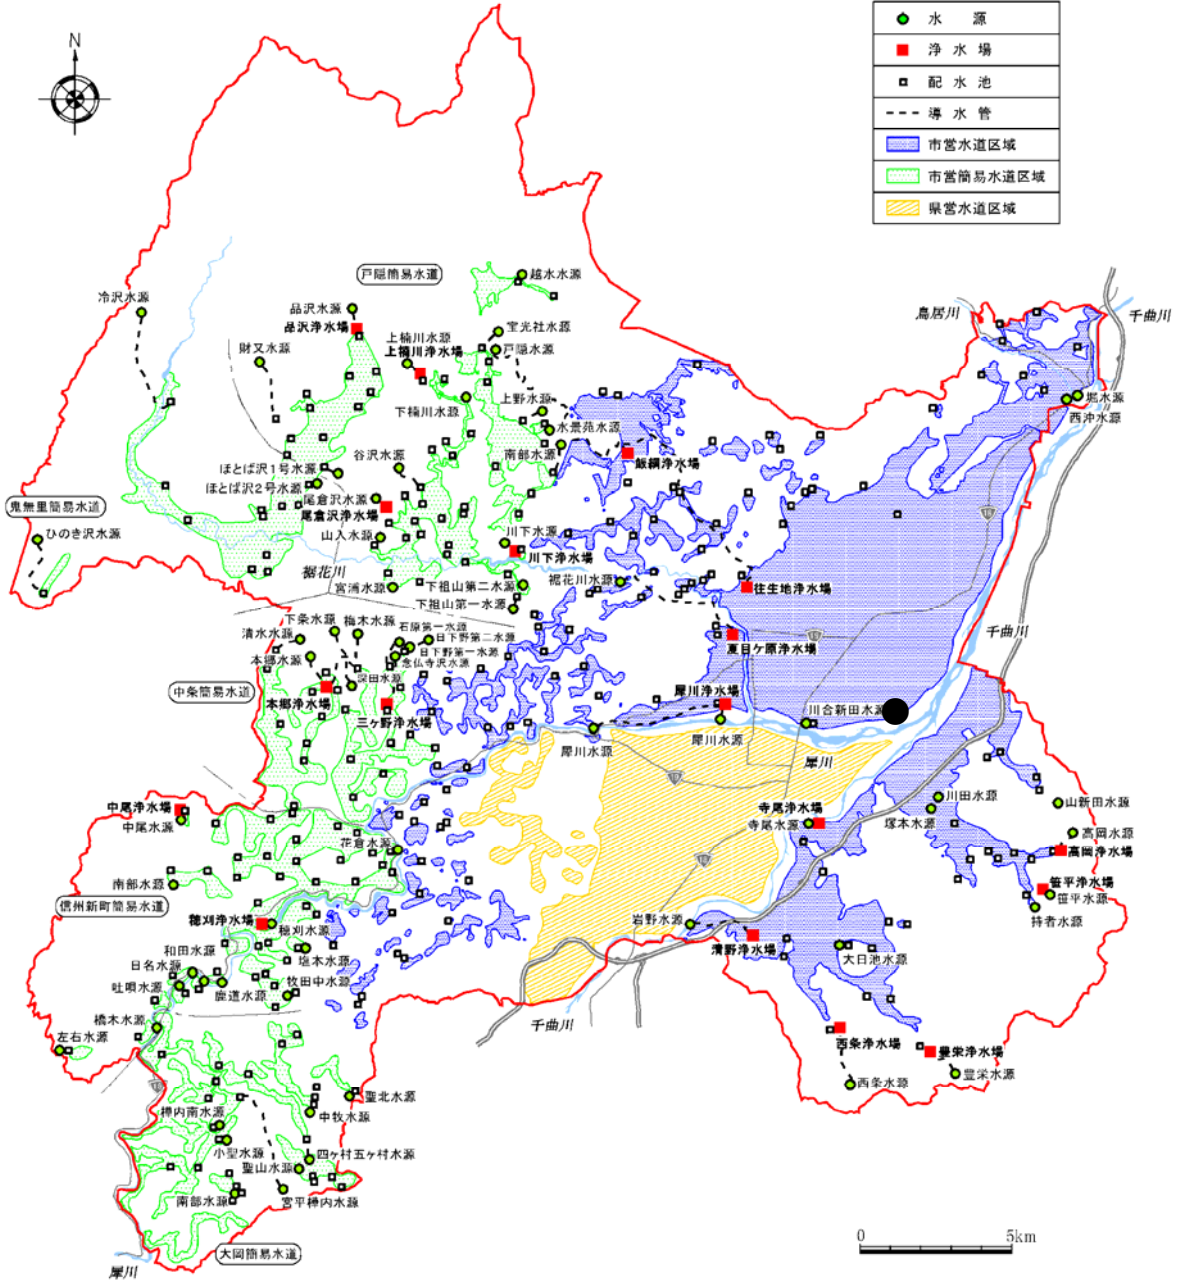 水　源
浄水場
配水池
導水管
市営水道区域
市営簡易水道区域
県営水道区域
N
戸隠簡易水道
越水水源
冷沢水源
品沢水源
品沢浄水場
宝光社水源
鳥居川
千曲川
上楠川水源
上楠川浄水場
戸隠水源
財又水源
下楠川水源
上野水源
堀水源
西沖水源
水景苑水源
南部水源
飯綱浄水場
谷沢水源
ほとば沢1号水源
ほとば沢2号水源
尾倉沢水源
尾倉沢浄水場
鬼無里簡易水道
ひのき沢水源
山入水源
川下水源
川下浄水場
裾花川
宮浦水源
下祖山第二水源
裾花川水源
往生地浄水場
下祖山第一水源
下条水源
梅木水源
石原第一水源
清水水源
日下野第二水源
日下野第一水源
念仏寺沢水源
千曲川
18
19
夏目ケ原浄水場
本郷水源
深田水源
中条簡易水道
本郷浄水場
三ヶ野浄水場
犀川浄水場
川合新田水源
犀川水源
犀川水源
犀川
19
18
中尾浄水場
中尾水源
花倉水源
寺尾浄水場
寺尾水源
川田水源
塚本水源
山新田水源
高岡水源
高岡浄水場
南部水源
信州新町簡易水道
笹平浄水場
笹平水源
持者水源
穂刈浄水場
穂刈水源
岩野水源
清野浄水場
和田水源
塩本水源
大日池水源
日名水源
吐唄水源
鹿道水源
牧田中水源
橋木水源
千曲川
左右水源
西条浄水場
豊栄浄水場
西条水源
豊栄水源
19
聖北水源
樺内南水源
中牧水源
小聖水源
四ヶ村五ヶ村水源
聖山水源
南部水源
宮平樺内水源
大岡簡易水道
犀川
0
5km